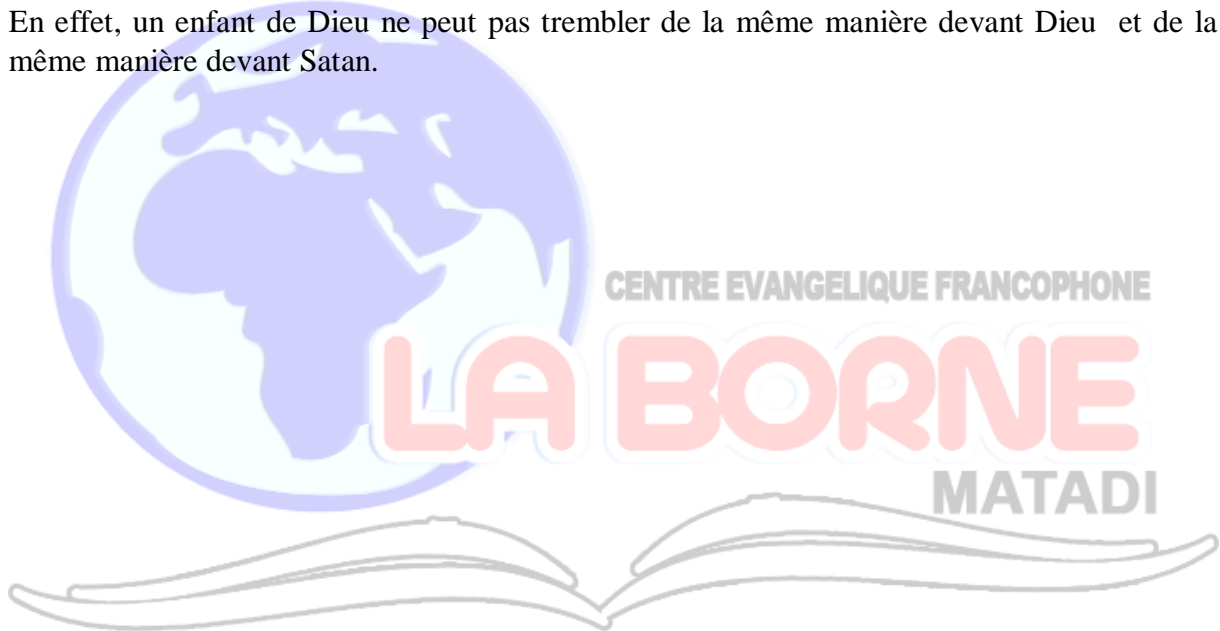 En effet, un enfant de Dieu ne peut pas trembler de la même manière devant Dieu et de la
même manière devant Satan.
CENTRE EVANGELIQUE FRANCOPHONE
LA BORNE
MATADI